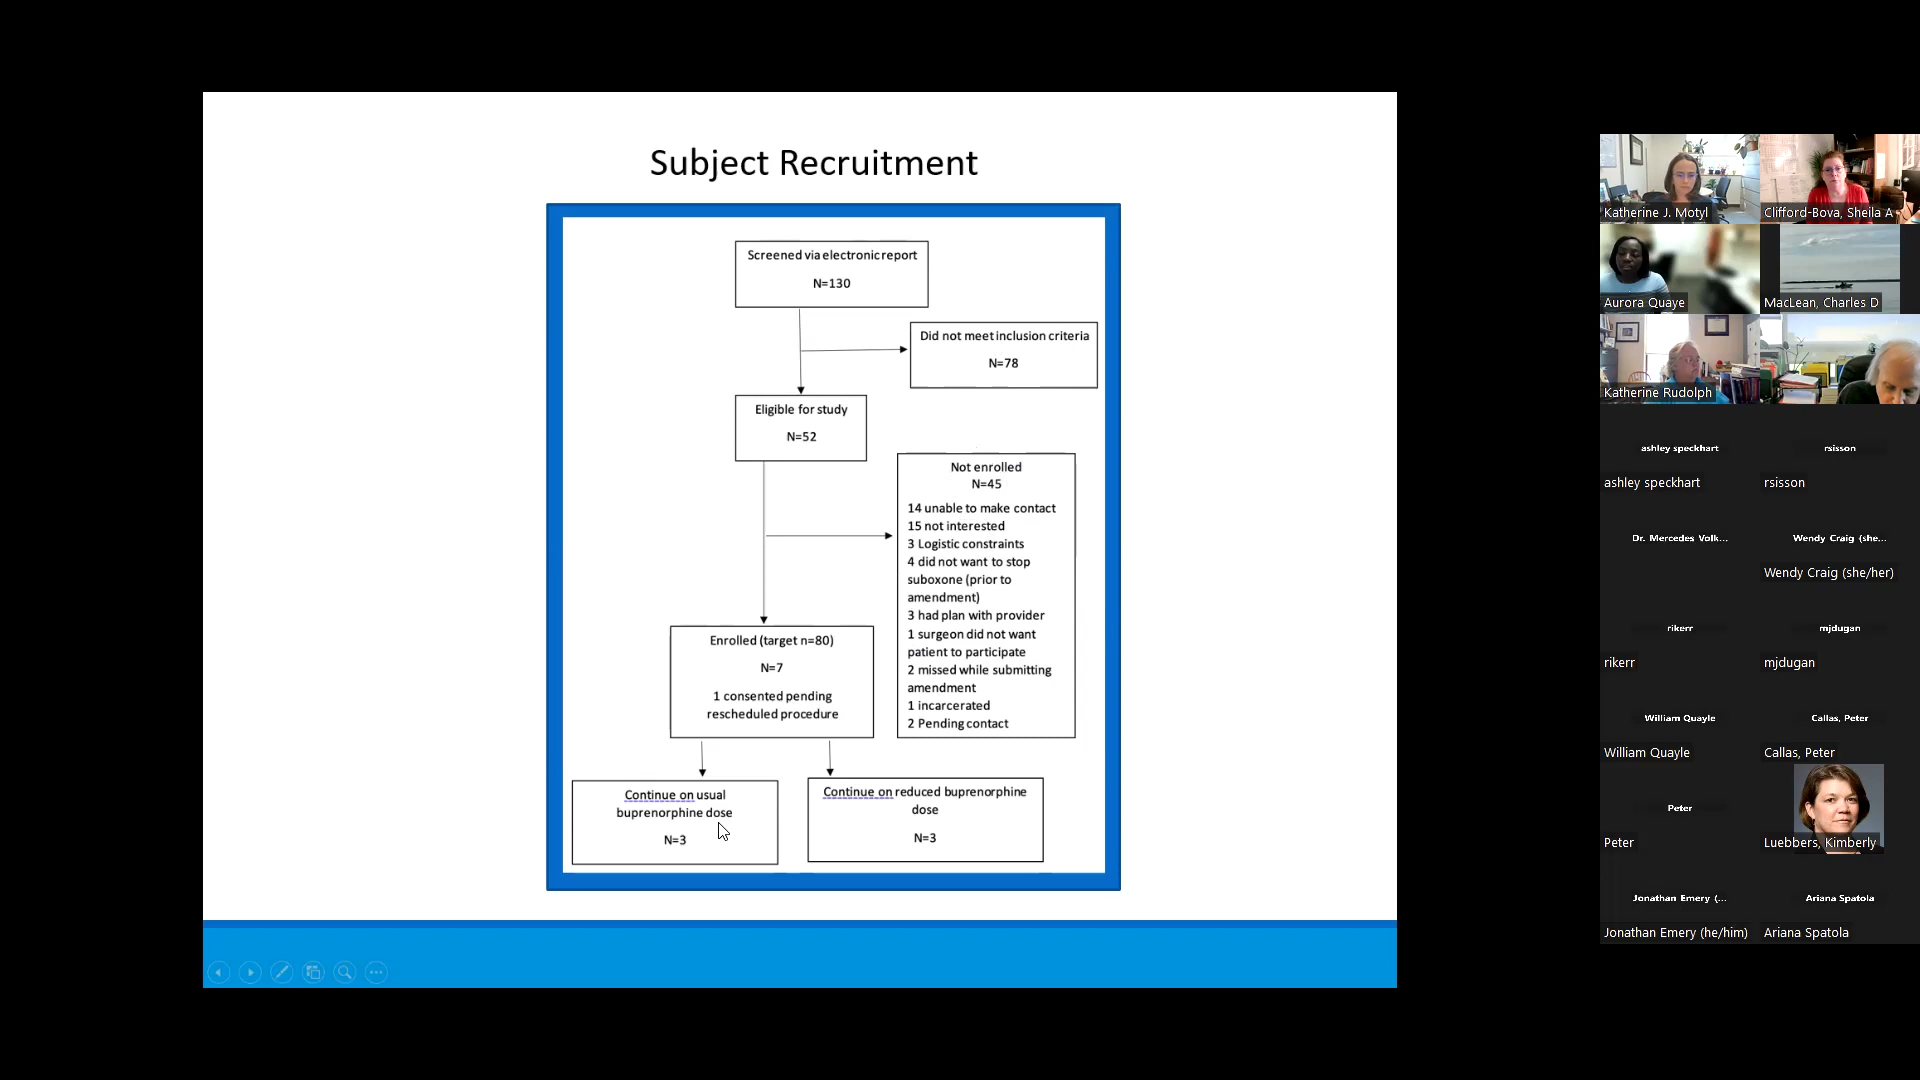 Subject Recruitment
Screened via electronic report
N=130
Did not meet inclusion criteria
N=78
Eligible for study
N=52
Not enrolled
N=45
14 unable to make contact
15 not interested
3 Logistic constraints
4 did not want to stop
suboxone (prior to
amendment)
3 had plan with provider
1 surgeon did not want
patient to participate
2 missed while submitting
amendment
1 incarcerated
2 Pending contact
Enrolled (target n=80)
N=7
1 consented pending
rescheduled procedure
Continue on usual
buprenorphine dose
N=3
Continue on reduced buprenorphine
dose
N=3
Katherine J. Motyl
Clifford-Bova, Sheila A
Aurora Quaye
MacLean, Charles D
Katherine Rudolph
ashley speckhart
rsisson
ashley speckhart
rsisson
Dr. Mercedes Volk...
Wendy Craig (she...
Wendy Craig (she/her)
rikerr
mjdugan
rikerr
mjdugan
William Quayle
Callas, Peter
William Quayle
Callas, Peter
Peter
Peter
Luebbers, Kimberly
Jonathan Emery (...
Ariana Spatola
Jonathan Emery (he/him)
Ariana Spatola